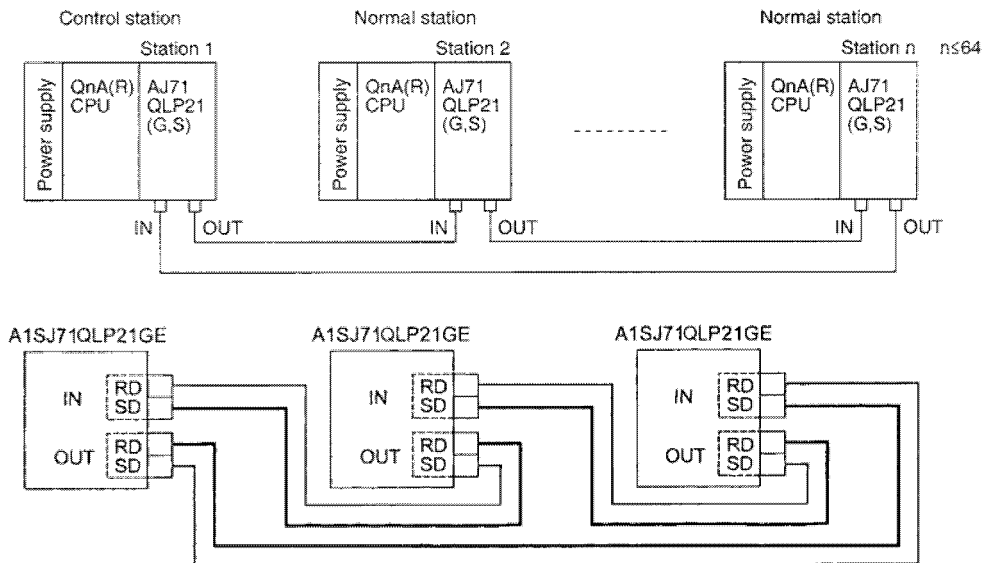 Control station
Normal station
Normal station
Station 1
Station 2
Station n n≤64
Power supply
QnA(R)
CPU
AJ71
QLP21
(G,S)
Power supply
QnA(R)
CPU
AJ71
QLP21
(G,S)
Power supply
QnA(R)
CPU
AJ71
QLP21
(G,S)
IN OUT
IN OUT
IN OUT
A1SJ71QLP21GE
A1SJ71QLP21GE
A1SJ71QLP21GE
IN
RD
SD
OUT
RD
SD
IN
RD
SD
OUT
RD
SD
IN
RD
SD
OUT
RD
SD